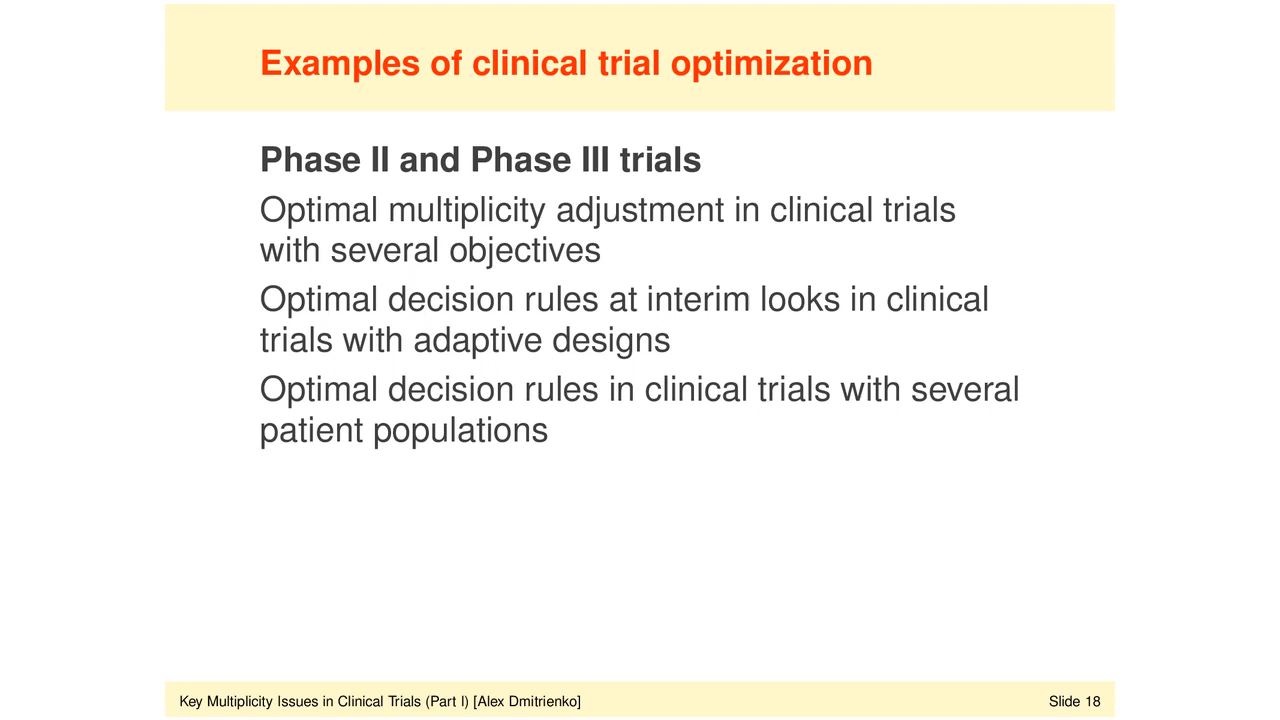 Examples of clinical trial optimization
Phase II and Phase III trials
Optimal multiplicity adjustment in clinical trials
with several objectives
Optimal decision rules at interim looks in clinical
trials with adaptive designs
Optimal decision rules in clinical trials with several
patient populations
Key Multiplicity Issues in Clinical Trials (Part I) [Alex Dmitrienko]
Slide 18